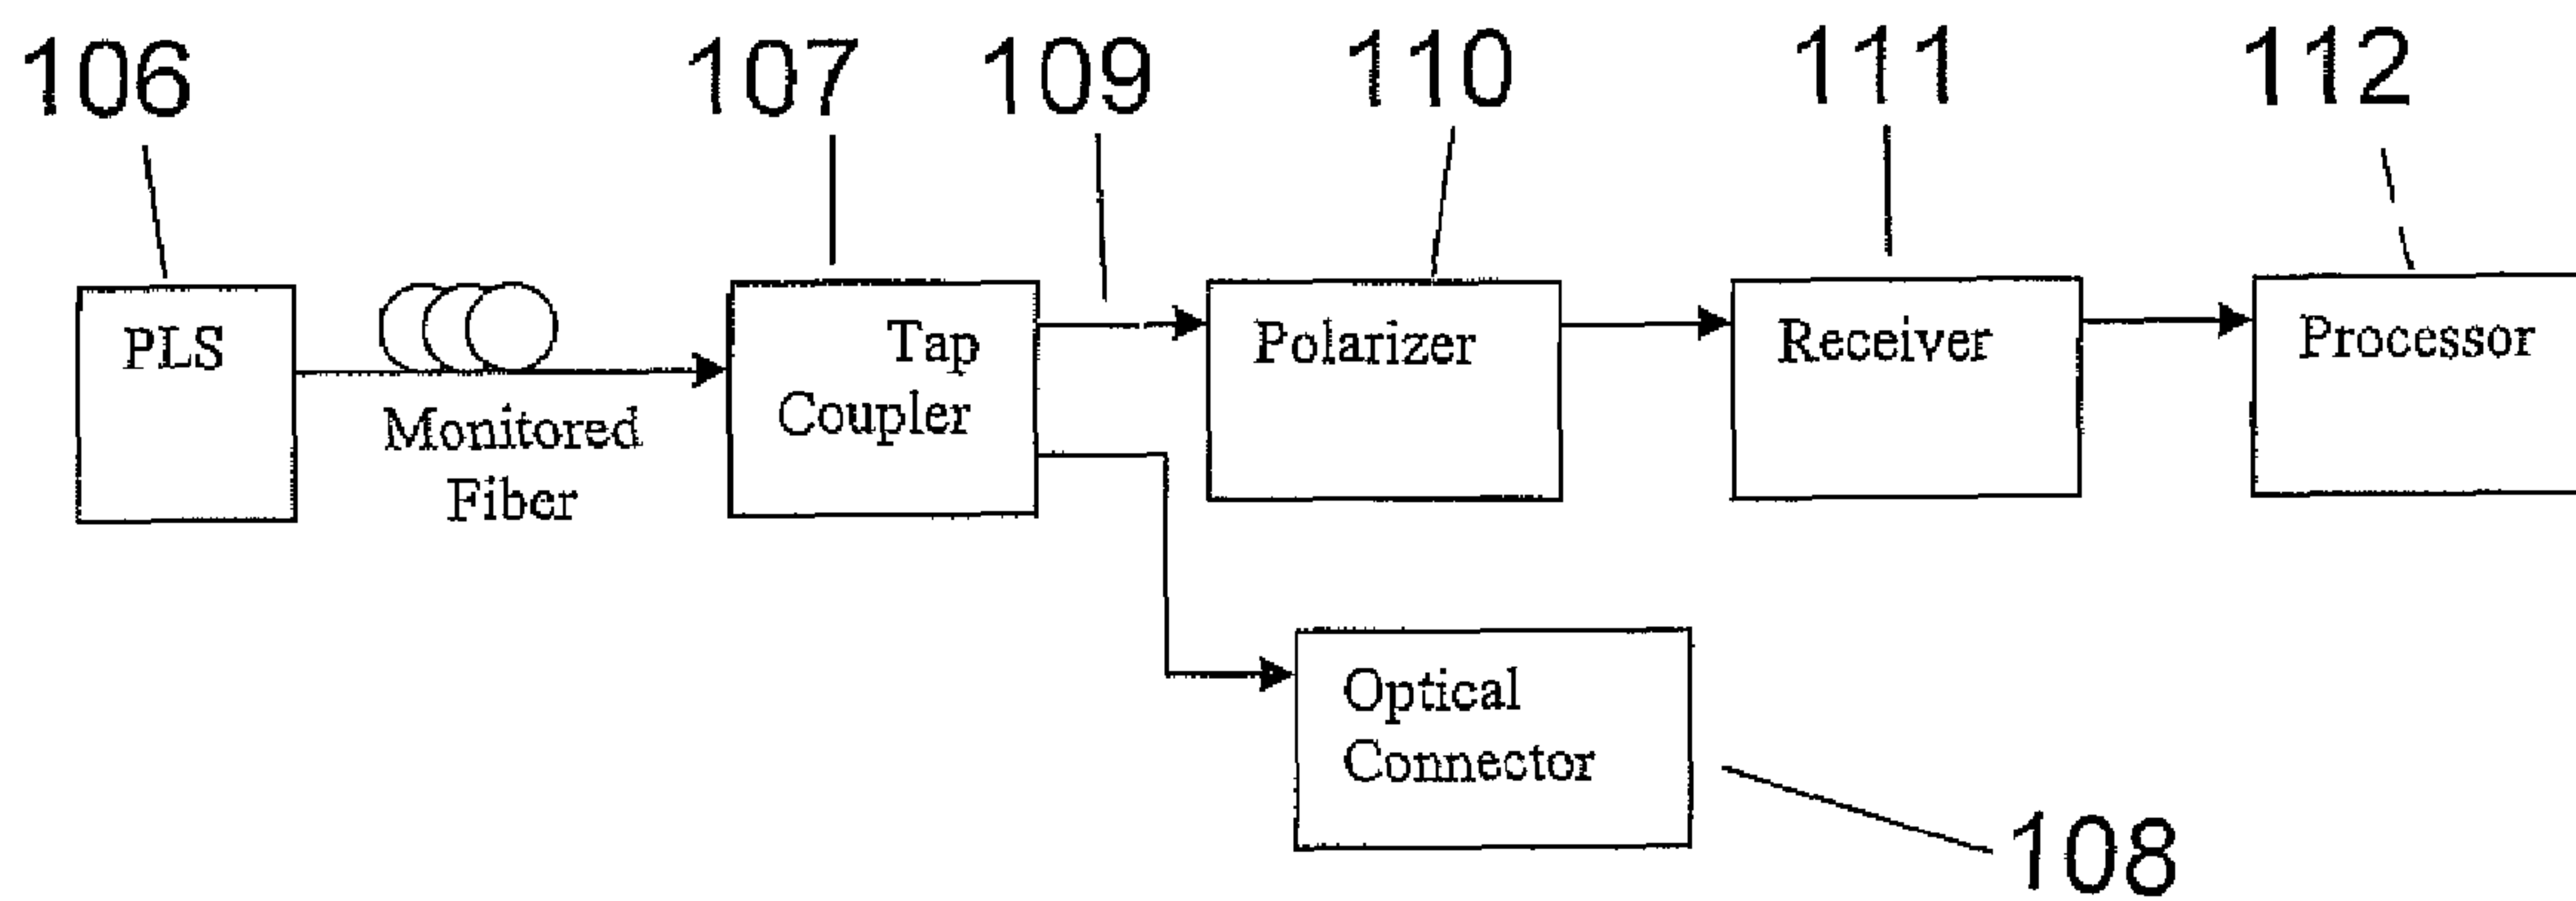 106
107
109
110
111
112
PLS
Monitored
Fiber
Tap
Coupler
Polarizer
Receiver
Processor
Optical
Connector
108